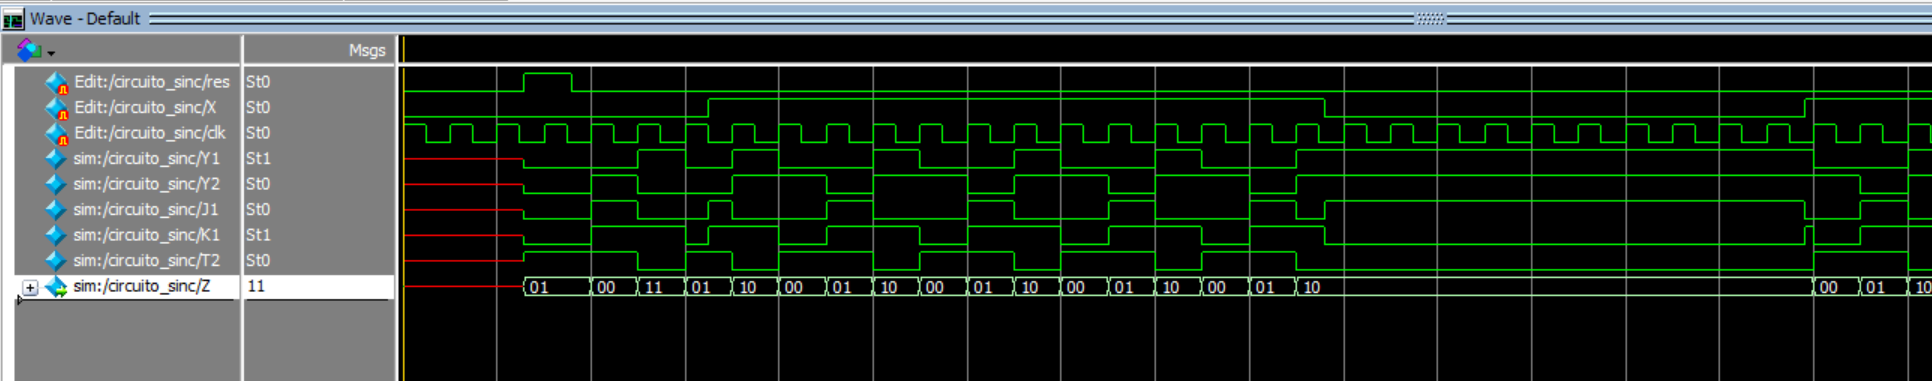 Wave - Default
Msgs
Edit:/circuito_sinc/res St0
Edit:/circuito_sinc/X St0
Edit:/circuito_sinc/clk St0
sim:/circuito_sinc/Y1 St1
sim:/circuito_sinc/Y2 St0
sim:/circuito_sinc/J1 St0
sim:/circuito_sinc/K1 St1
sim:/circuito_sinc/T2 St0
sim:/circuito_sinc/Z 11 01 00 11 01 10 00 01 10 00 01 10 00 01 10 00 01 10 00 01 10